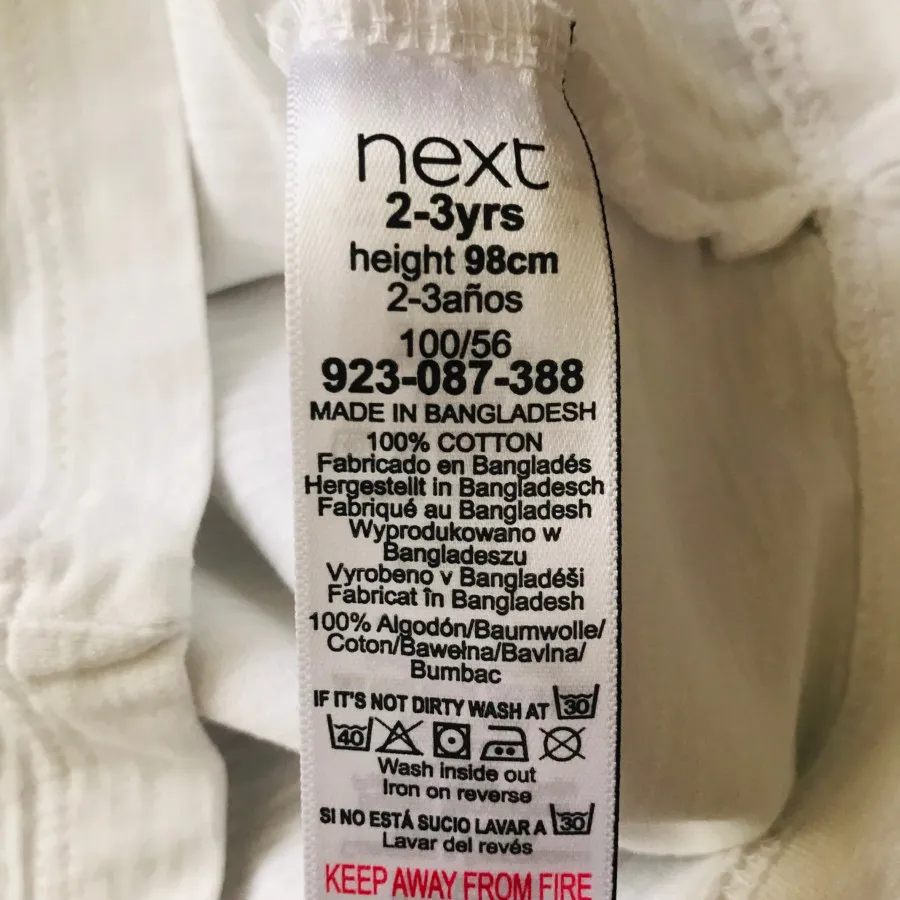 next
2-3yrs
height 98cm
2-3años
100/56
923-087-388
MADE IN BANGLADESH
100% COTTON
Fabricado en Bangladés
Hergestellt in Bangladesch
Fabriqué au Bangladesh
Wyprodukowano w
Bangladeszu
Vyrobeno v Bangladéši
Fabricat în Bangladesh
100% Algodón/Baumwolle/
Coton/Bawełna/Bavlna/
Bumbac
IF IT'S NOT DIRTY WASH AT 30
40
Wash inside out
Iron on reverse
SI NO ESTÁ SUCIO LAVAR A 30
Lavar del revés
KEEP AWAY FROM FIRE